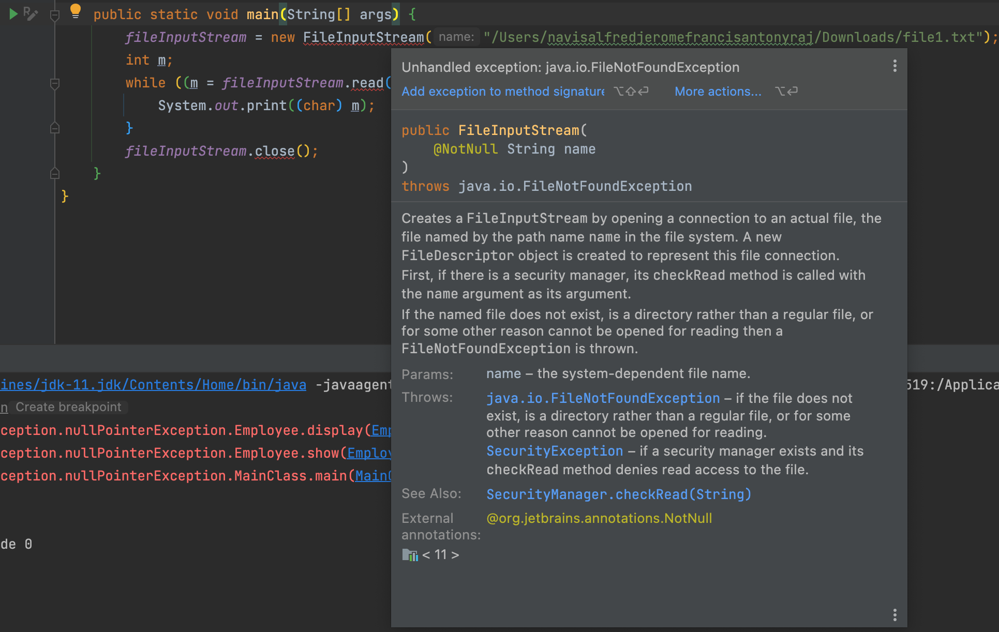 public static void main(String[] args) {
fileInputStream = new FileInputStream( name: "/Users/navisalfredjeromefrancisantonyraj/Downloads/file1.txt");
int m;
while ((m = fileInputStream.read(
System.out.print((char) m);
}
fileInputStream.close();
}
}
Unhandled exception: java.io.FileNotFoundException
Add exception to method signature ⌥⇧⏎ More actions... ⌥⏎
public FileInputStream(
@NotNull String name
)
throws java.io.FileNotFoundException
Creates a FileInputStream by opening a connection to an actual file, the
file named by the path name name in the file system. A new
FileDescriptor object is created to represent this file connection.
First, if there is a security manager, its checkRead method is called with
the name argument as its argument.
If the named file does not exist, is a directory rather than a regular file, or
for some other reason cannot be opened for reading then a
FileNotFoundException is thrown.
Params: name – the system-dependent file name.
Throws: java.io.FileNotFoundException – if the file does not
exist, is a directory rather than a regular file, or for some
other reason cannot be opened for reading.
SecurityException – if a security manager exists and its
checkRead method denies read access to the file.
See Also: SecurityManager.checkRead(String)
External @org.jetbrains.annotations.NotNull
annotations:
< 11 >
ines/jdk-11.jdk/Contents/Home/bin/java -javaagent
519:/Applica
n Create breakpoint
ception.nullPointerException.Employee.display(Emp
ception.nullPointerException.Employee.show(Employ
ception.nullPointerException.MainClass.main(MainC
de 0